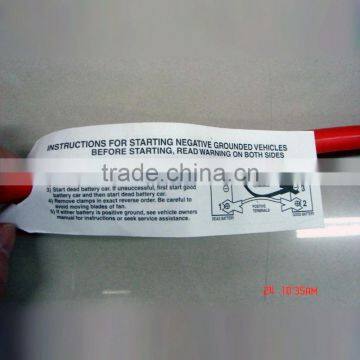 INSTRUCTIONS FOR STARTING NEGATIVE GROUNDED VEHICLES
BEFORE STARTING, READ WARNING ON BOTH SIDES
3) Start dead battery car. If unsuccessful, first start good
battery car and then start dead battery car.
4) Remove clamps in exact reverse order. Be careful to
avoid moving blades of fan.
5) If either battery is positive ground, see vehicle owners
manual for instructions or seek service assistance.
1
2
POSITIVE
TERMINALS
DEAD BATTERY
GOOD BATTERY
trade.china.cn
24 10:35AM